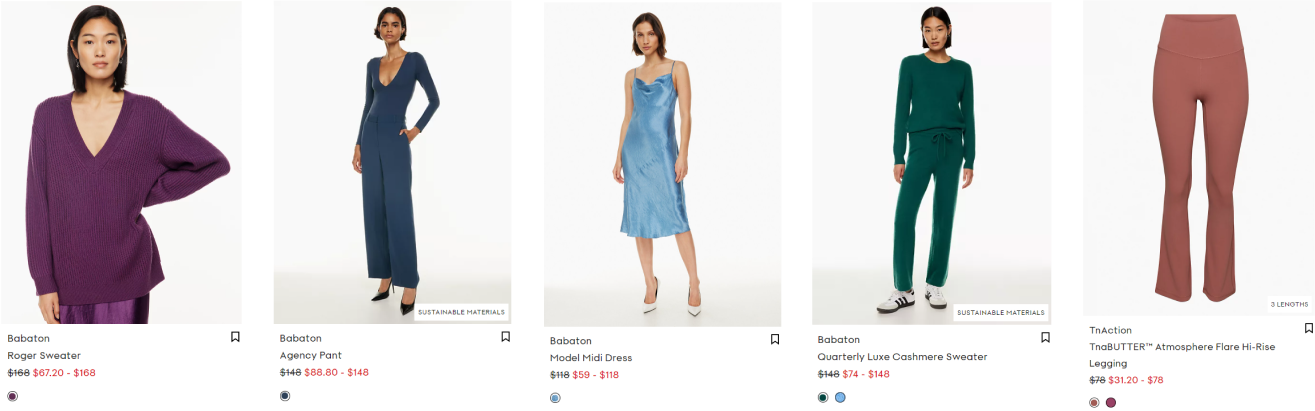 SUSTAINABLE MATERIALS
Babaton
Agency Pant
$148 $88.80 - $148
Babaton
Roger Sweater
$168 $67.20 - $168
Babaton
Model Midi Dress
$118 $59 - $118
SUSTAINABLE MATERIALS
Babaton
Quarterly Luxe Cashmere Sweater
$148 $74 - $148
3 LENGTHS
TnAction
TnaBUTTER™ Atmosphere Flare Hi-Rise
Legging
$78 $31.20 - $78